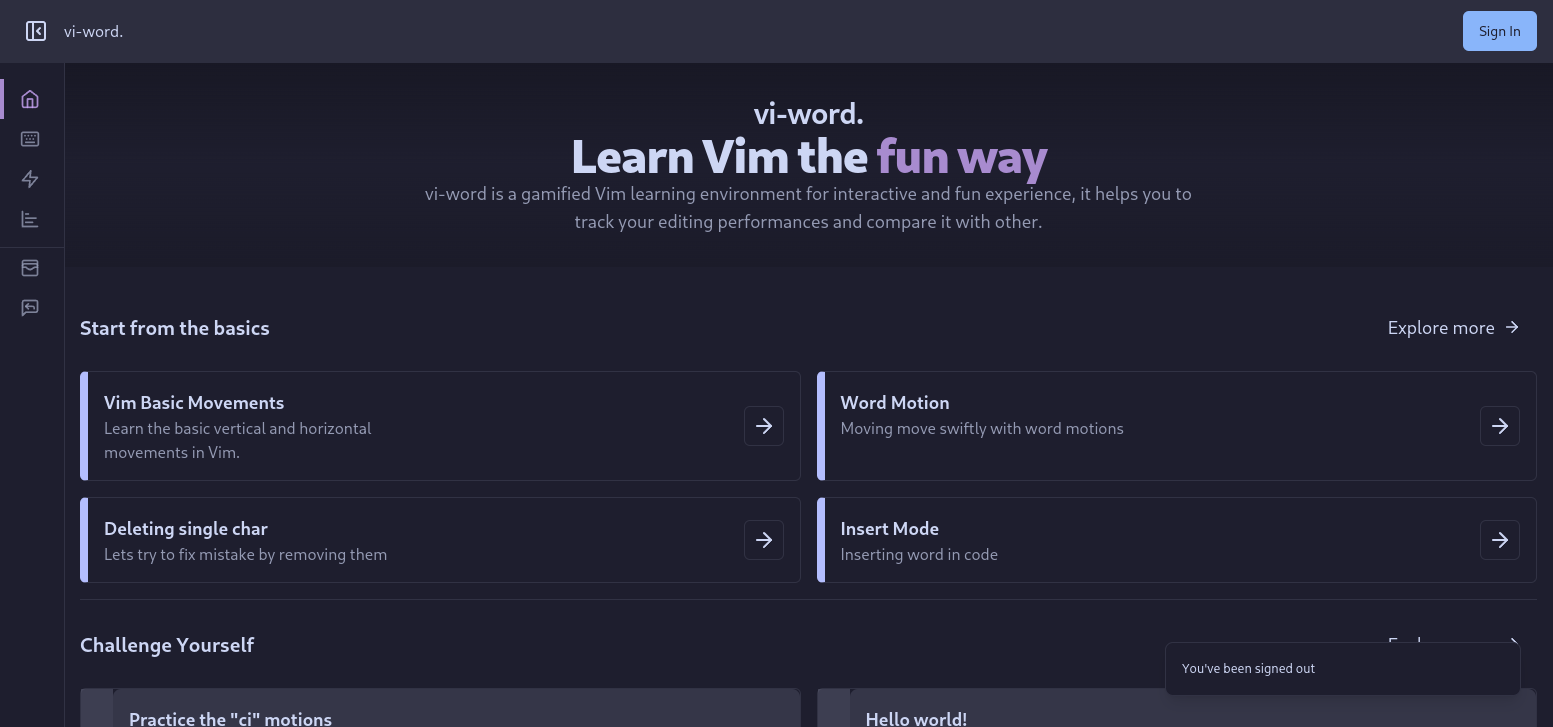 vi-word.
Sign In
vi-word.
Learn Vim the fun way
vi-word is a gamified Vim learning environment for interactive and fun experience, it helps you to
track your editing performances and compare it with other.
Start from the basics
Explore more
Vim Basic Movements
Learn the basic vertical and horizontal
movements in Vim.
Word Motion
Moving move swiftly with word motions
Deleting single char
Lets try to fix mistake by removing them
Insert Mode
Inserting word in code
Challenge Yourself
You've been signed out
Practice the "ci" motions
Hello world!